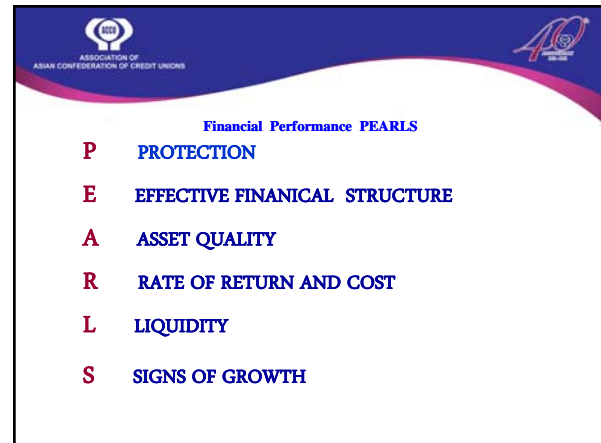 ACCU
ASSOCIATION OF
ASIAN CONFEDERATION OF CREDIT UNIONS
40
Financial Performance PEARLS
P PROTECTION
E EFFECTIVE FINANICAL STRUCTURE
A ASSET QUALITY
R RATE OF RETURN AND COST
L LIQUIDITY
S SIGNS OF GROWTH